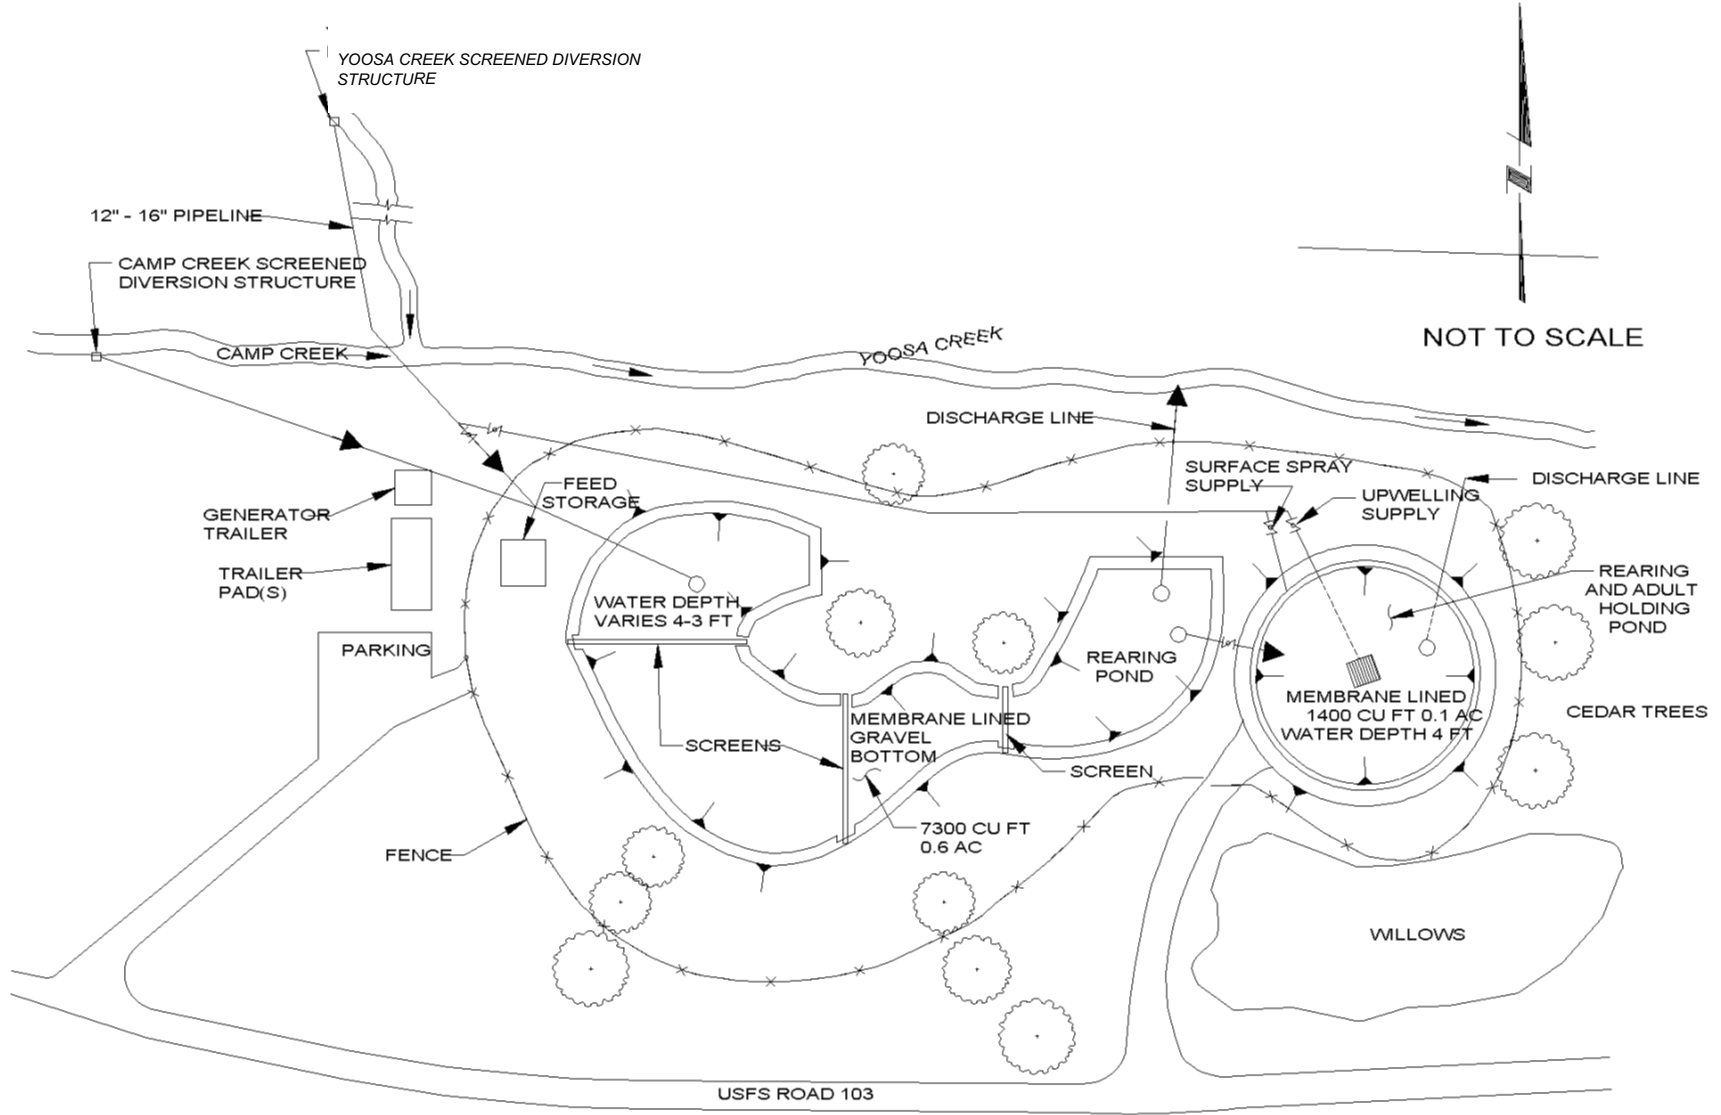 YOOSA CREEK SCREENED DIVERSION
STRUCTURE
12" - 16" PIPELINE
CAMP CREEK SCREENED
DIVERSION STRUCTURE
CAMP CREEK
YOOSA CREEK
NOT TO SCALE
DISCHARGE LINE
SURFACE SPRAY
SUPPLY
UPWELLING
SUPPLY
DISCHARGE LINE
FEED
STORAGE
GENERATOR
TRAILER
TRAILER
PAD(S)
WATER DEPTH
VARIES 4-3 FT
REARING
AND ADULT
HOLDING
POND
PARKING
REARING
POND
MEMBRANE LINED
1400 CU FT 0.1 AC
WATER DEPTH 4 FT
CEDAR TREES
MEMBRANE LINED
GRAVEL
BOTTOM
SCREENS
SCREEN
7300 CU FT
0.6 AC
FENCE
WILLOWS
USFS ROAD 103